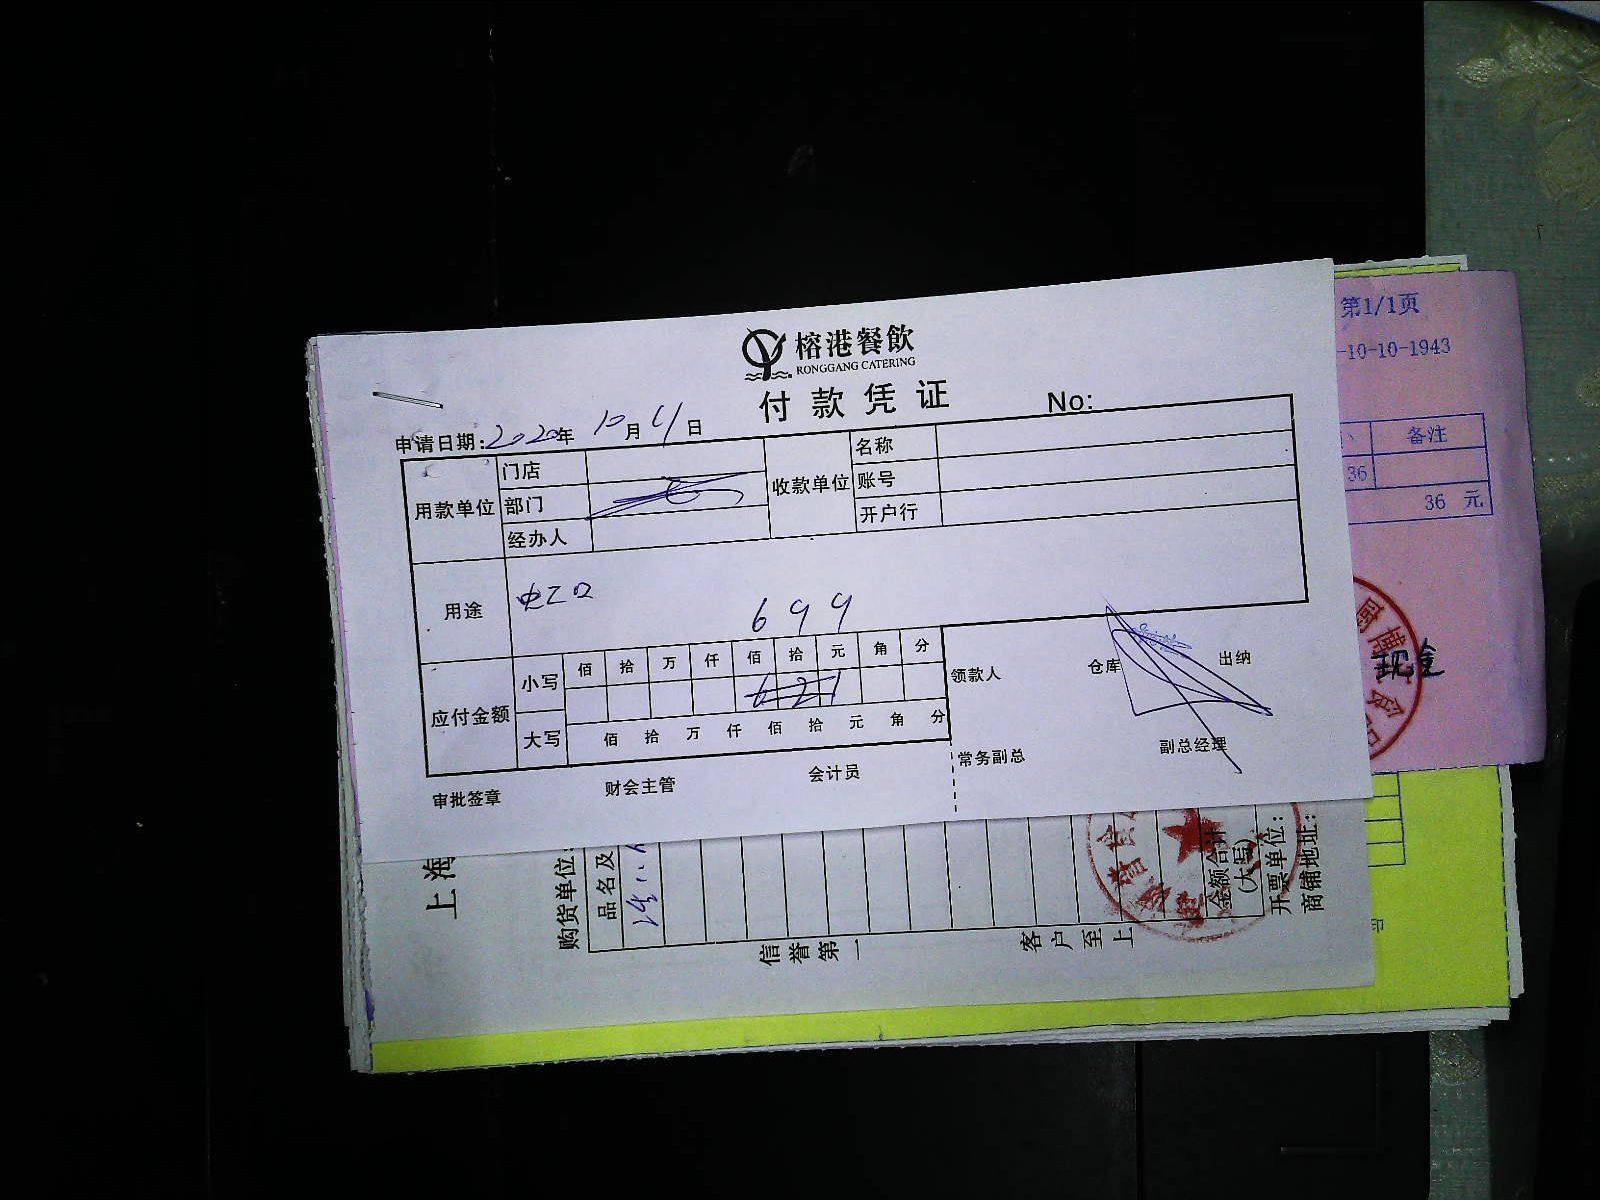 榕港餐飲
RONGGANG CATERING
付款凭证
No:
申请日期:2020年10月 日
用款单位
门店
部门
经办人
收款单位
名称
账号
开户行
用途
虹口
699
应付金额
小写
佰 拾 万 仟 佰 拾 元 角 分
621
大写
佰 拾 万 仟 佰 拾 元 角 分
领款人
仓库
出纳
常务副总
副总经理
审批签章
财会主管
会计员
第1/1页
-10-10-1943
备注
36
36 元
现金
上海
购货单位:
品名及
信誉第一
客户至上
金额合计
(大写)
开票单位:
商铺地址: